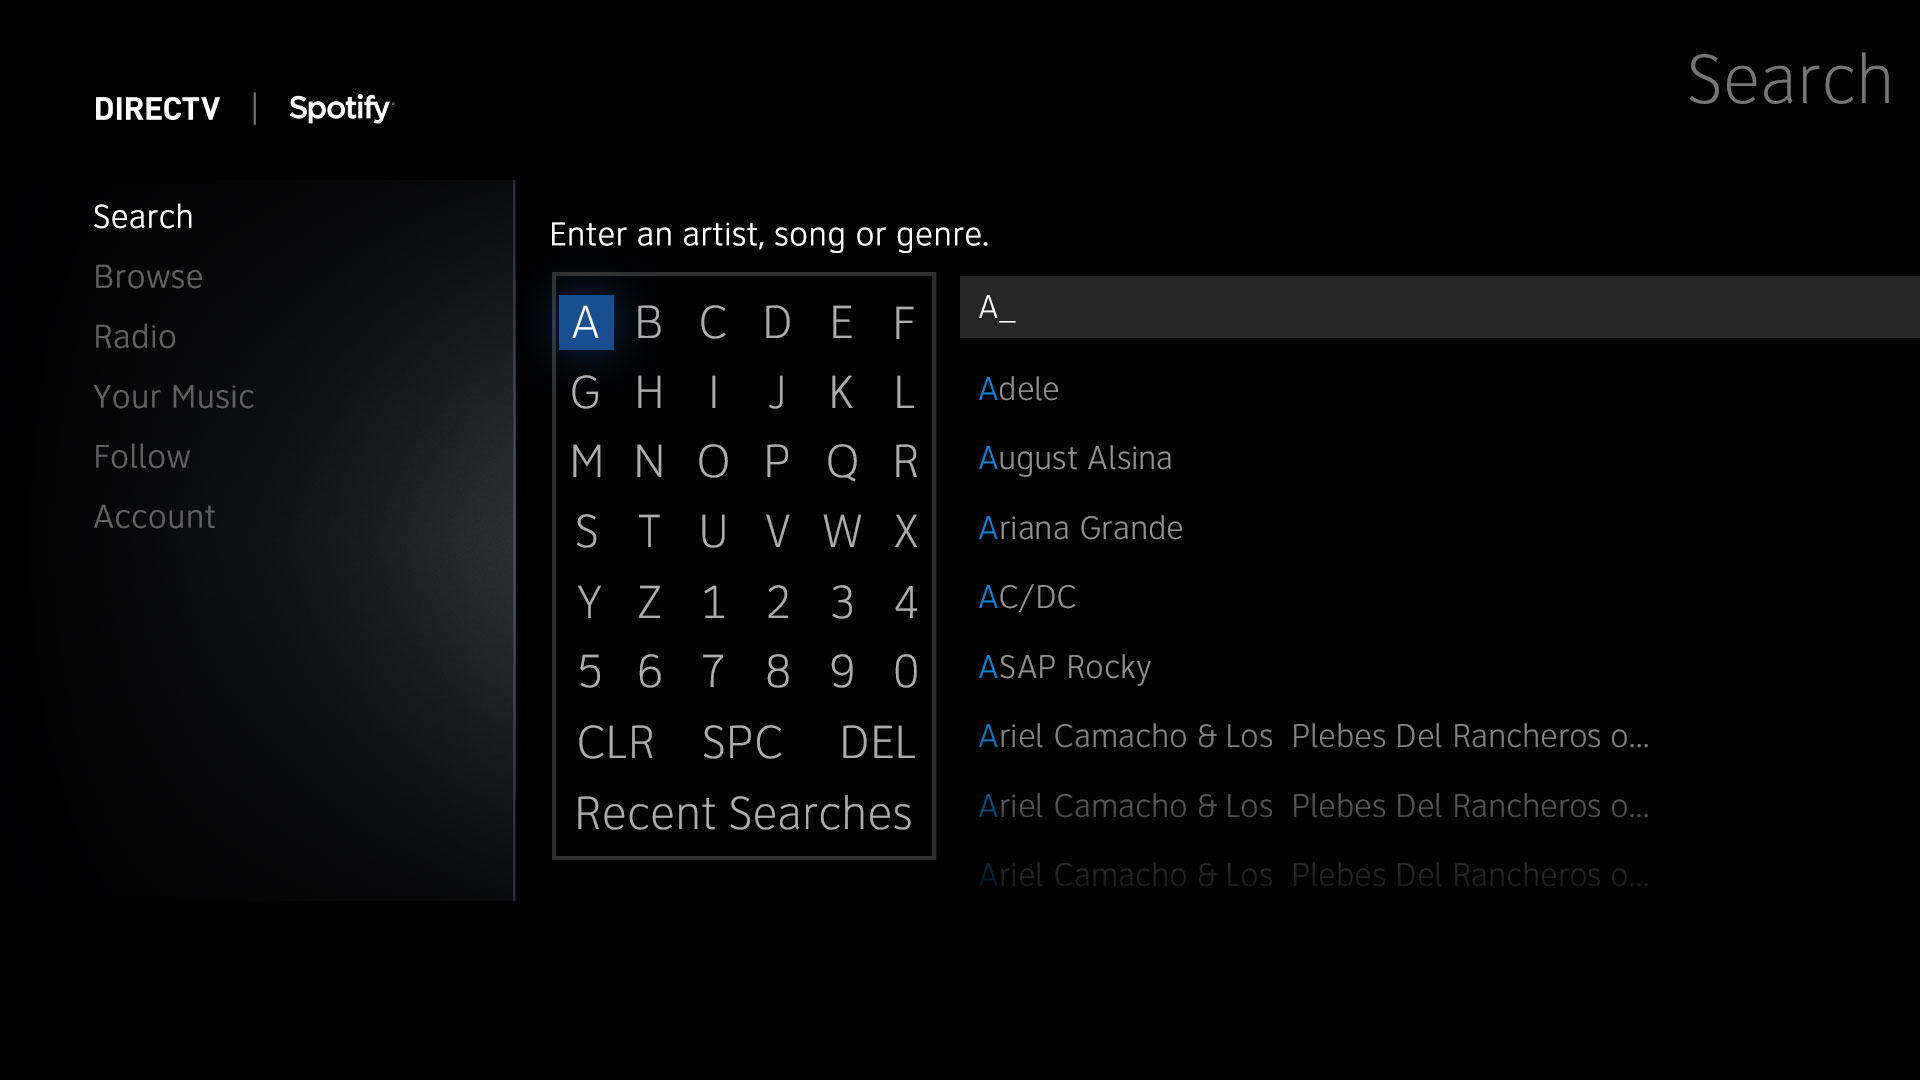 Search
DIRECTV | Spotify
Search
Browse
Radio
Your Music
Follow
Account
Enter an artist, song or genre.
A B C D E F
G H I J K L
M N O P Q R
S T U V W X
Y Z 1 2 3 4
5 6 7 8 9 0
CLR SPC DEL
Recent Searches
A_
Adele
August Alsina
Ariana Grande
AC/DC
ASAP Rocky
Ariel Camacho & Los Plebes Del Rancheros o...
Ariel Camacho & Los Plebes Del Rancheros o...
Ariel Camacho & Los Plebes Del Rancheros o...